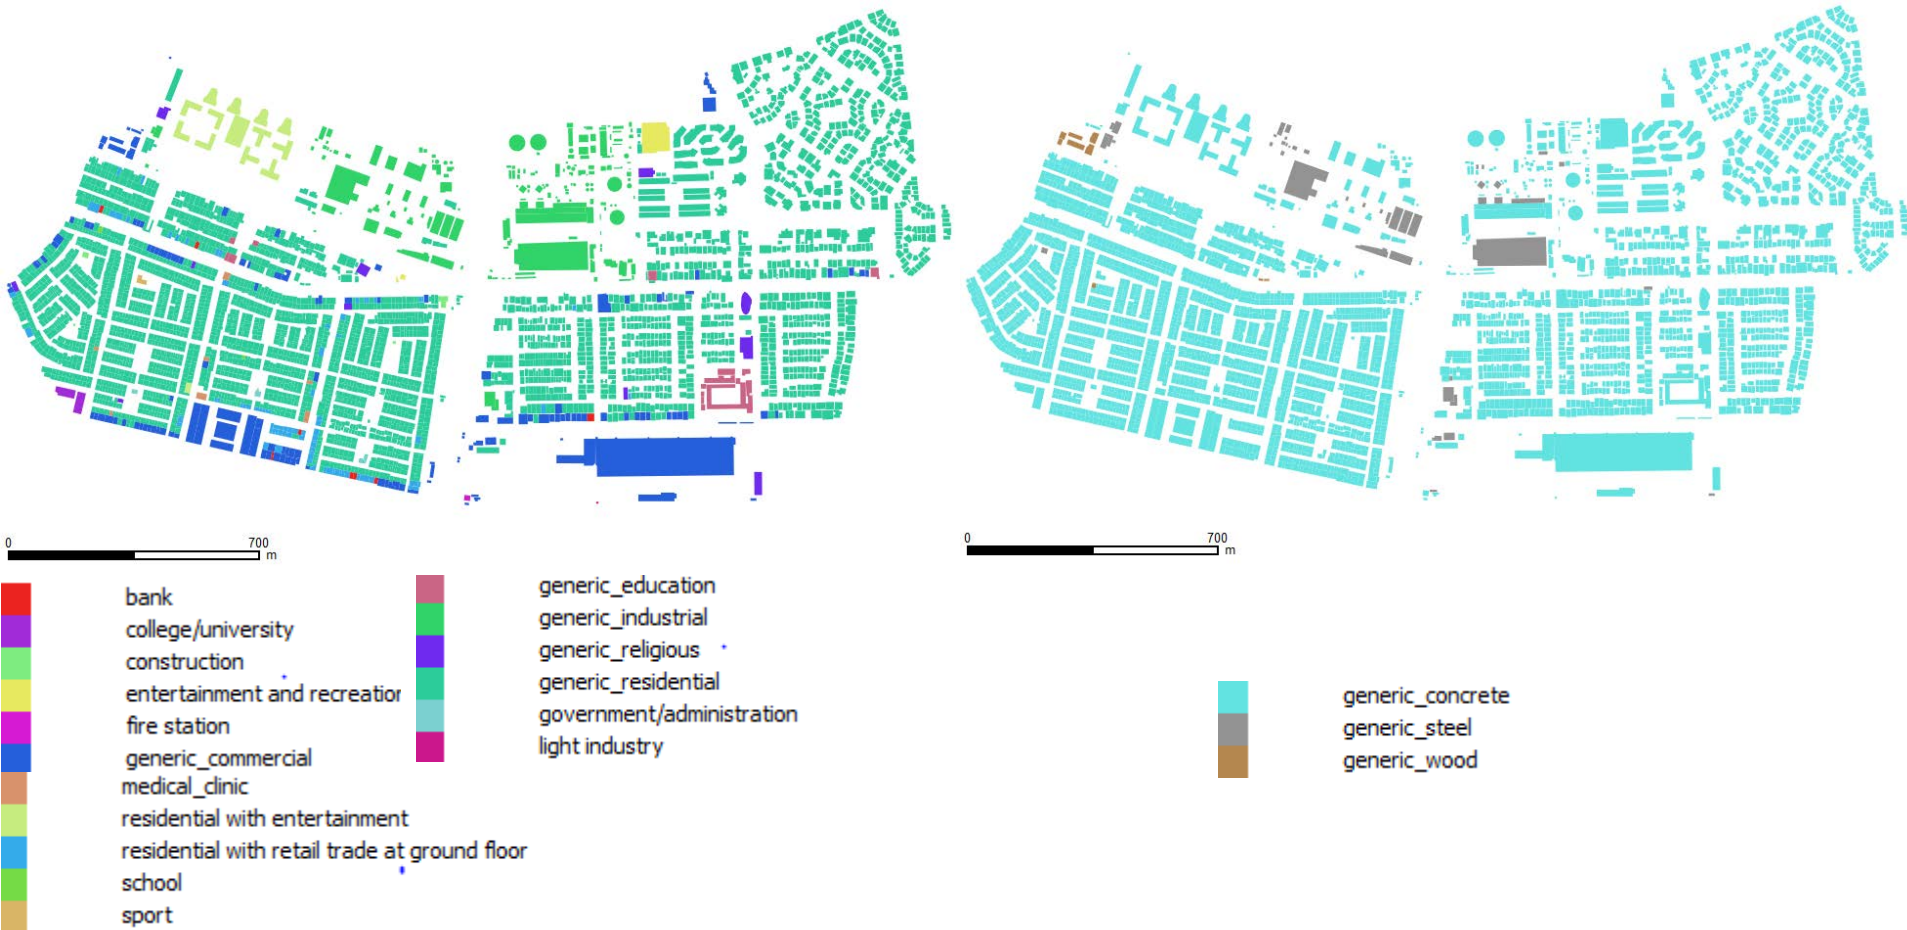 0 700
m
0 700
m
bank
college/university
construction
entertainment and recreation
fire station
generic_commercial
medical_clinic
residential with entertainment
residential with retail trade at ground floor
school
sport
generic_education
generic_industrial
generic_religious
generic_residential
government/administration
light industry
generic_concrete
generic_steel
generic_wood